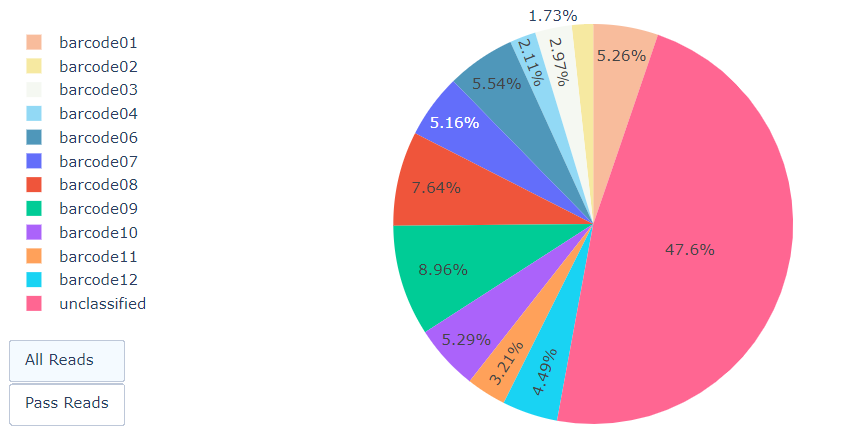 barcode01
barcode02
barcode03
barcode04
barcode06
barcode07
barcode08
barcode09
barcode10
barcode11
barcode12
unclassified
All Reads
Pass Reads
1.73%
5.26%
2.97%
2.11%
5.54%
5.16%
7.64%
8.96%
5.29%
3.21%
4.49%
47.6%